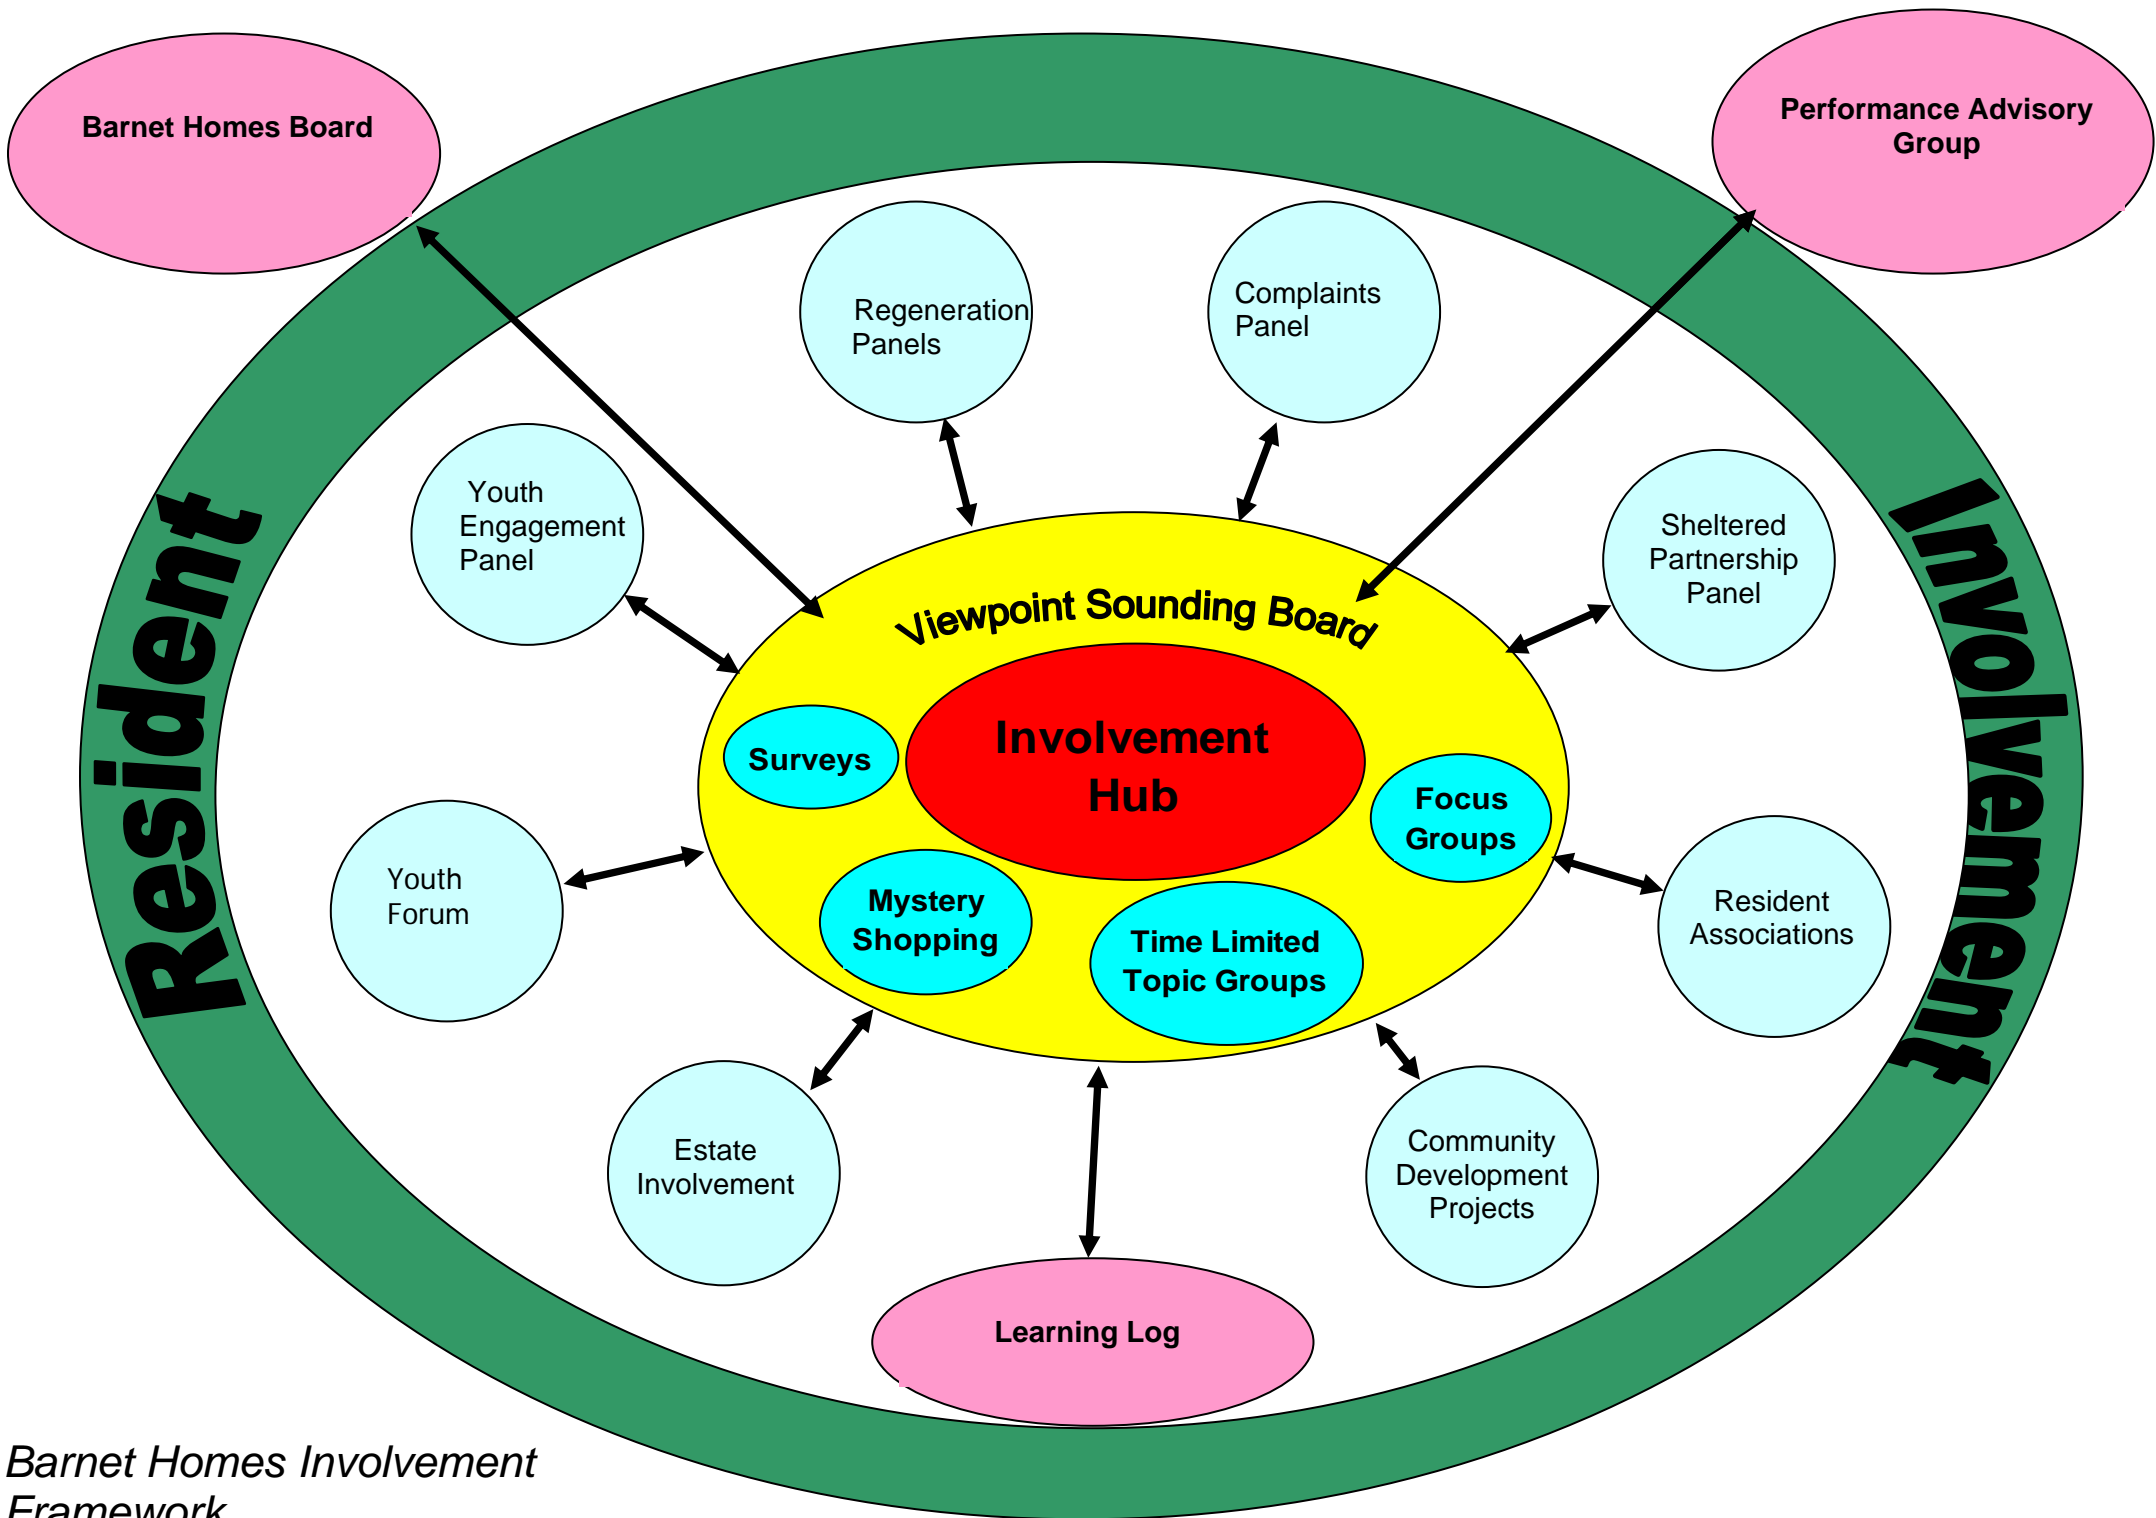 Barnet Homes Board
Performance Advisory
Group
Regeneration
Panels
Complaints
Panel
Youth
Engagement
Panel
Sheltered
Partnership
Panel
Resident
Involvement
Viewpoint Sounding Board
Involvement
Hub
Surveys
Focus
Groups
Mystery
Shopping
Time Limited
Topic Groups
Youth
Forum
Resident
Associations
Estate
Involvement
Community
Development
Projects
Learning Log
Barnet Homes Involvement
Framework